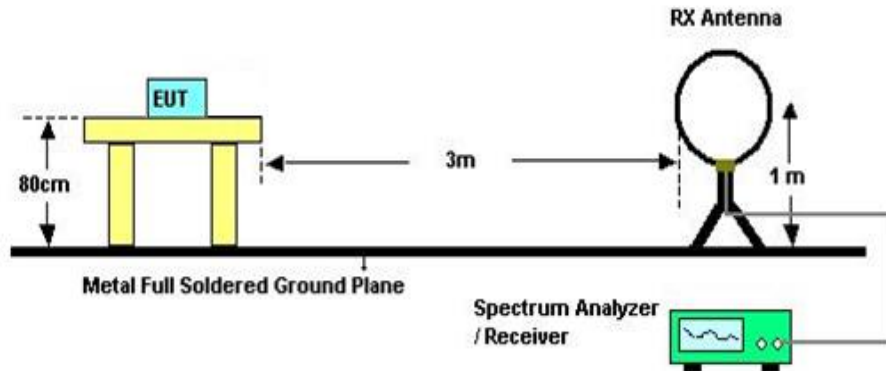 RX Antenna
EUT
80cm
3m
1 m
Metal Full Soldered Ground Plane
Spectrum Analyzer
/ Receiver